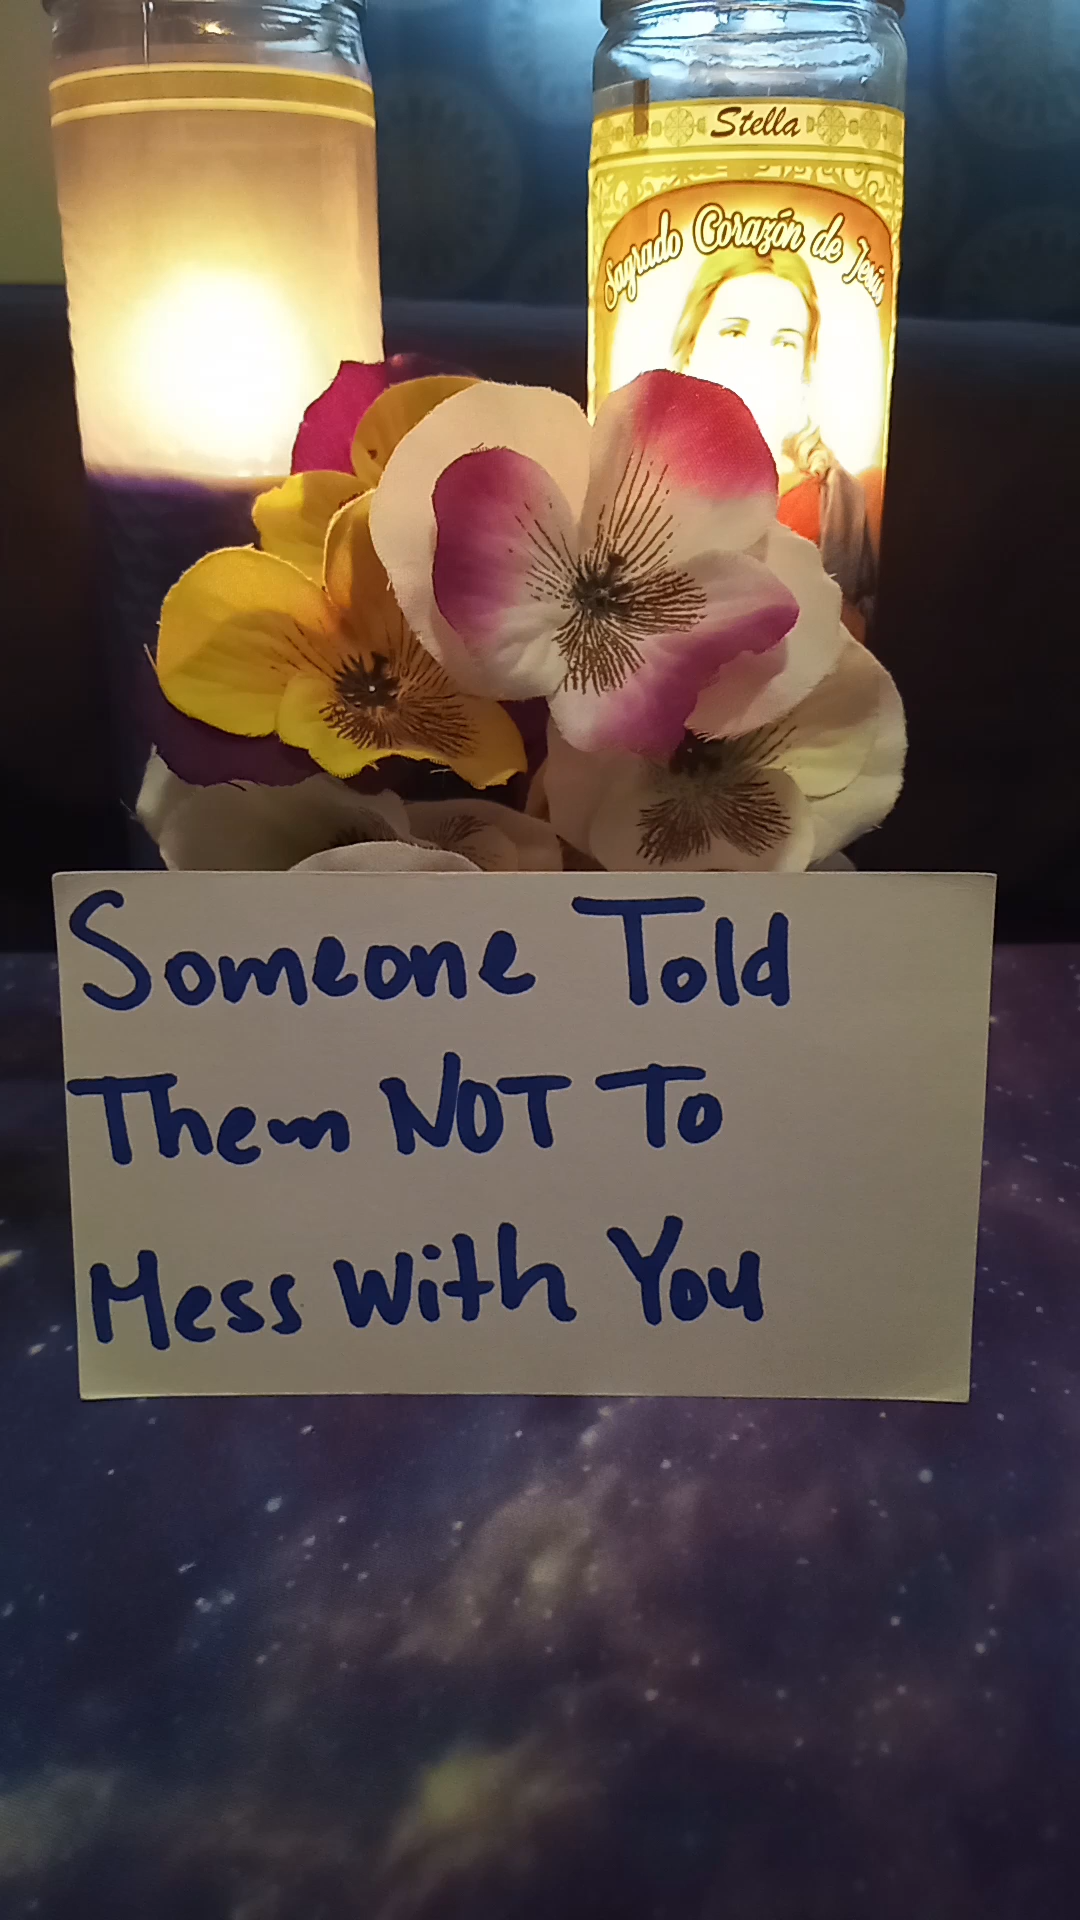 Stella
Sagrado Corazón de Jesús
Someone Told
Them NOT To
Mess With You